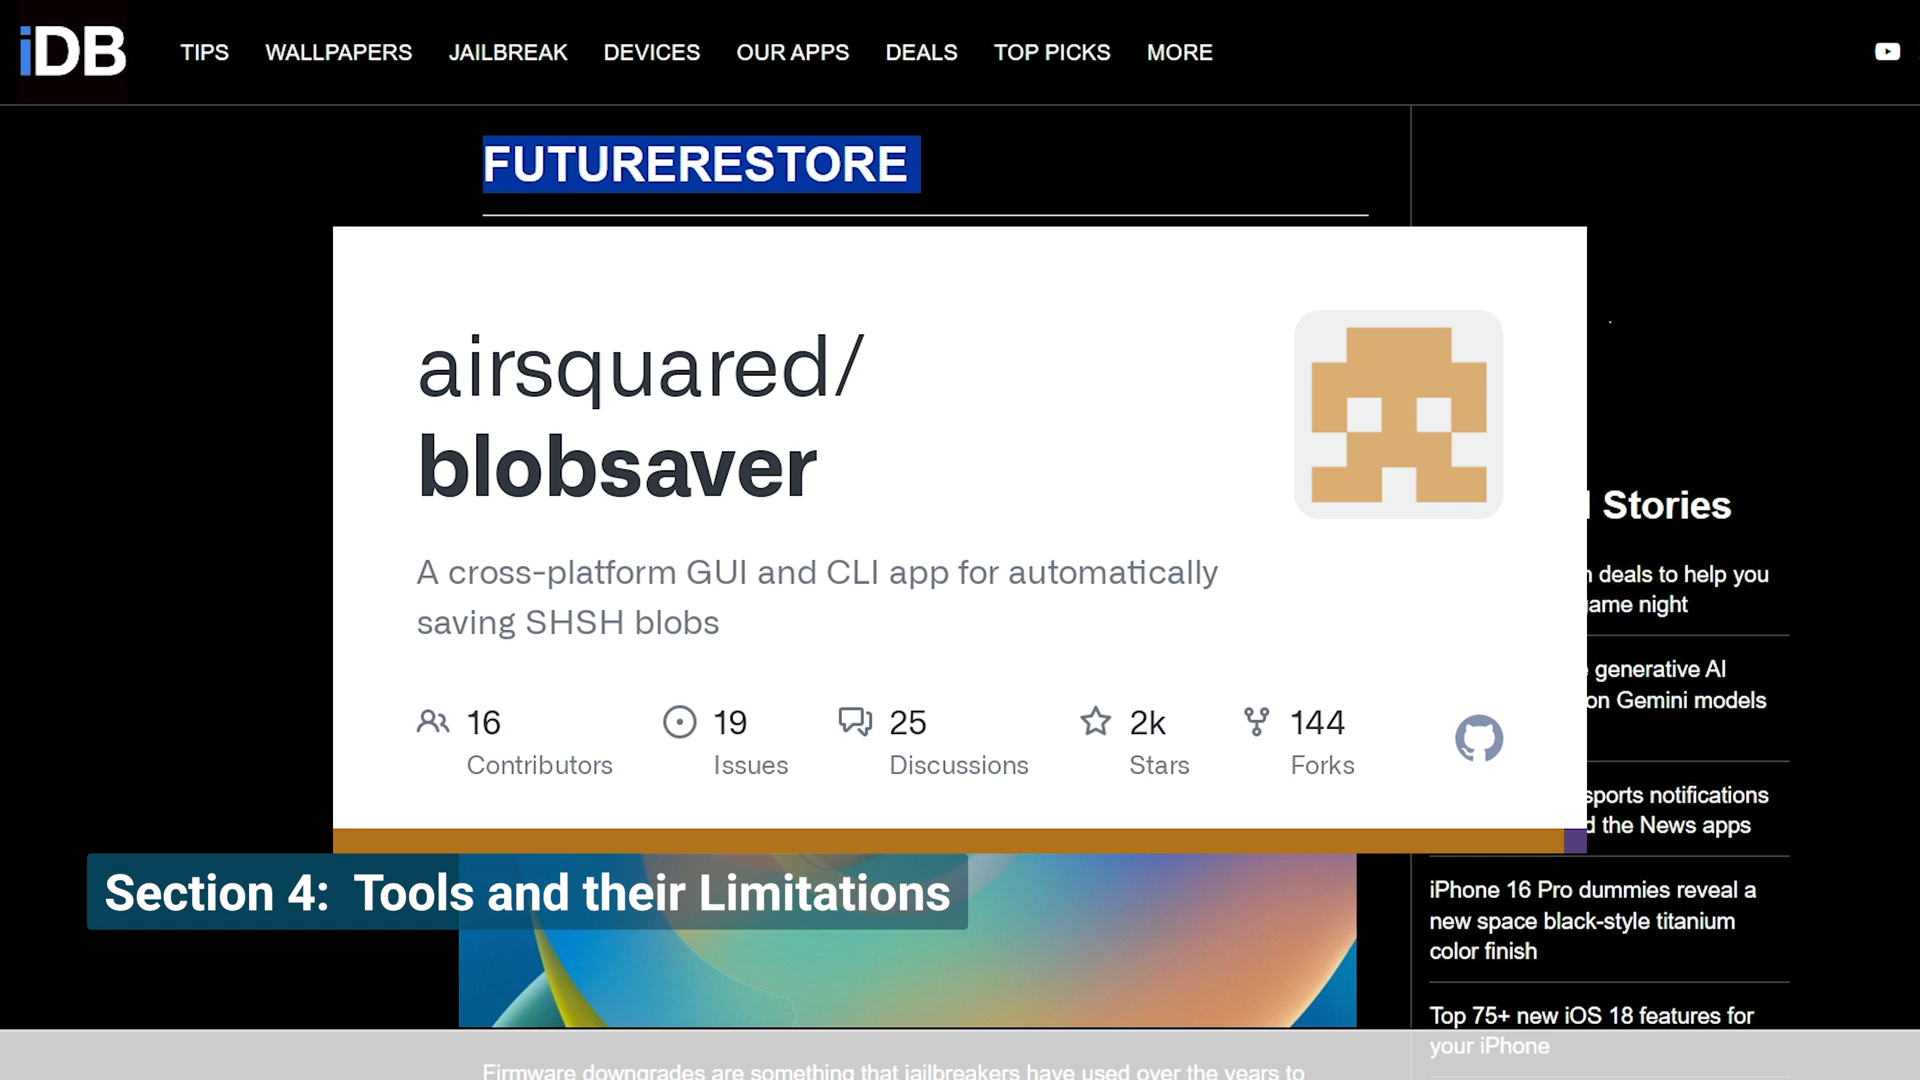 iDB
TIPS WALLPAPERS JAILBREAK DEVICES OUR APPS DEALS TOP PICKS MORE
FUTURERESTORE
airsquared/
blobsaver
A cross-platform GUI and CLI app for automatically
saving SHSH blobs
16 19 25 2k 144
Contributors Issues Discussions Stars Forks
Section 4: Tools and their Limitations
Stories
deals to help you
game night
generative AI
on Gemini models
sports notifications
the News apps
iPhone 16 Pro dummies reveal a
new space black-style titanium
color finish
Top 75+ new iOS 18 features for
your iPhone
Firmware downgrades are something that jailbreakers have used over the years to